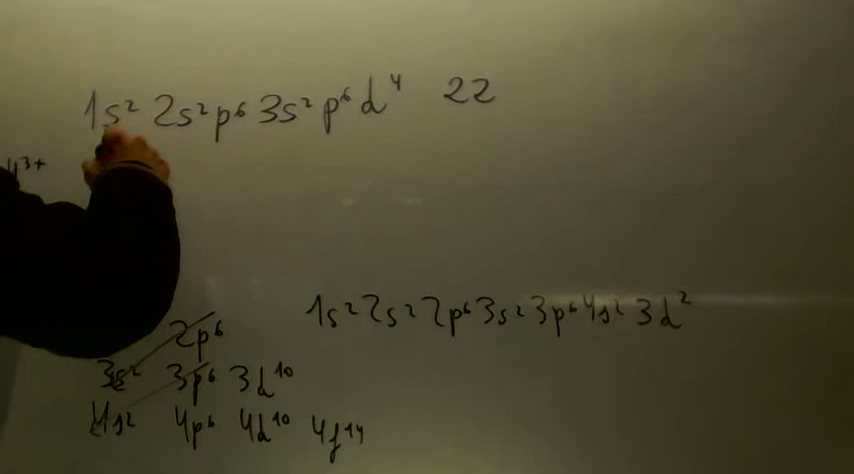 1s² 2s² p⁶ 3s² p⁶ d⁴ 22
3+
1s² 2s² 2p⁶ 3s² 3p⁶ 4s² 3d²
2p⁶
3s² 3p⁶ 3d¹⁰
4s² 4p⁶ 4d¹⁰ 4f¹⁴